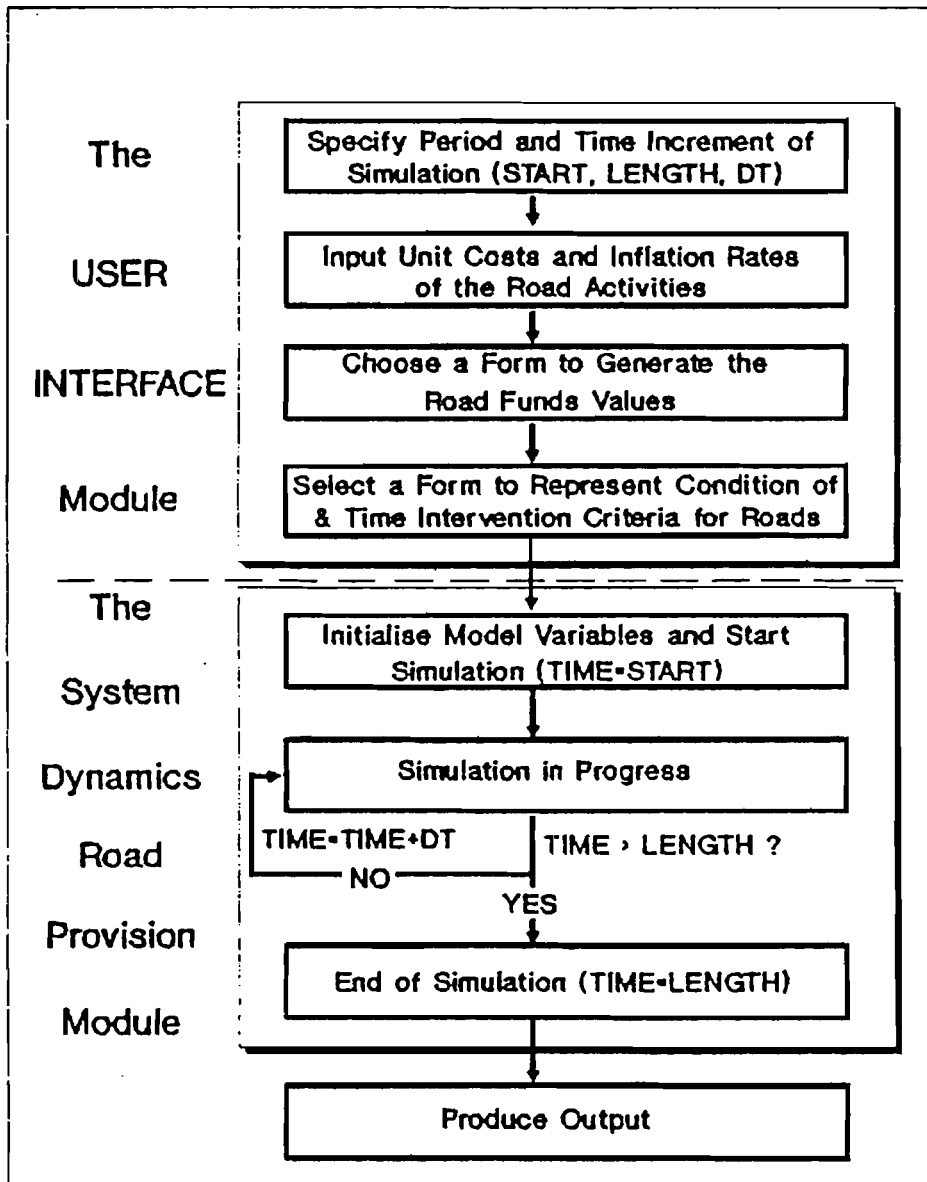 The
USER
INTERFACE
Module
Specify Period and Time Increment of
Simulation (START, LENGTH, DT)
Input Unit Costs and Inflation Rates
of the Road Activities
Choose a Form to Generate the
Road Funds Values
Select a Form to Represent Condition of
& Time Intervention Criteria for Roads
The
System
Dynamics
Road
Provision
Module
Initialise Model Variables and Start
Simulation (TIME=START)
Simulation in Progress
TIME=TIME+DT
NO
TIME > LENGTH ?
YES
End of Simulation (TIME=LENGTH)
Produce Output